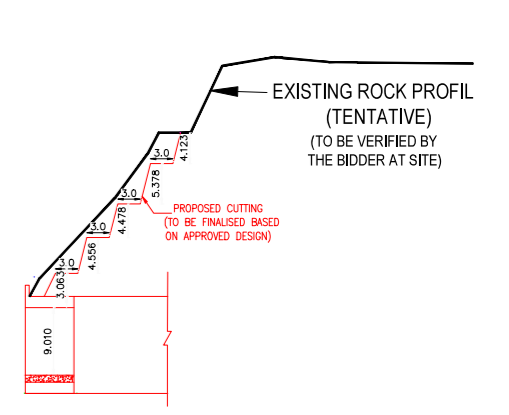 EXISTING ROCK PROFIL
(TENTATIVE)
(TO BE VERIFIED BY
THE BIDDER AT SITE)
4.123
3.0
5.378
3.0
4.478
PROPOSED CUTTING
(TO BE FINALISED BASED
ON APPROVED DESIGN)
3.0
4.556
3.0
3.063
9.010